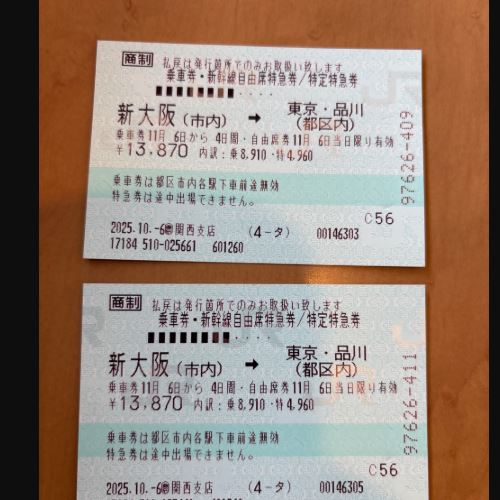 商制 払戻は発行箇所でのみお取扱い致します
乗車券・新幹線自由席特急券/特定特急券
新大阪(市内) → 東京・品川(都区内)
乗車券11月 6日から 4日間・自由席券11月 6日当日限り有効
¥13,870 内訳:乗8,910・特4,960
乗車券は都区市内各駅下車前途無効
特急券は途中出場できません。
C56
2025.10.-6 関西支店 (4-タ) 00146303
17184 510-025661 601260
97626-409
商制 払戻は発行箇所でのみお取扱い致します
乗車券・新幹線自由席特急券/特定特急券
新大阪(市内) → 東京・品川(都区内)
乗車券11月 6日から 4日間・自由席券11月 6日当日限り有効
¥13,870 内訳:乗8,910・特4,960
乗車券は都区市内各駅下車前途無効
特急券は途中出場できません。
C56
2025.10.-6 関西支店 (4-タ) 00146305
97626-411